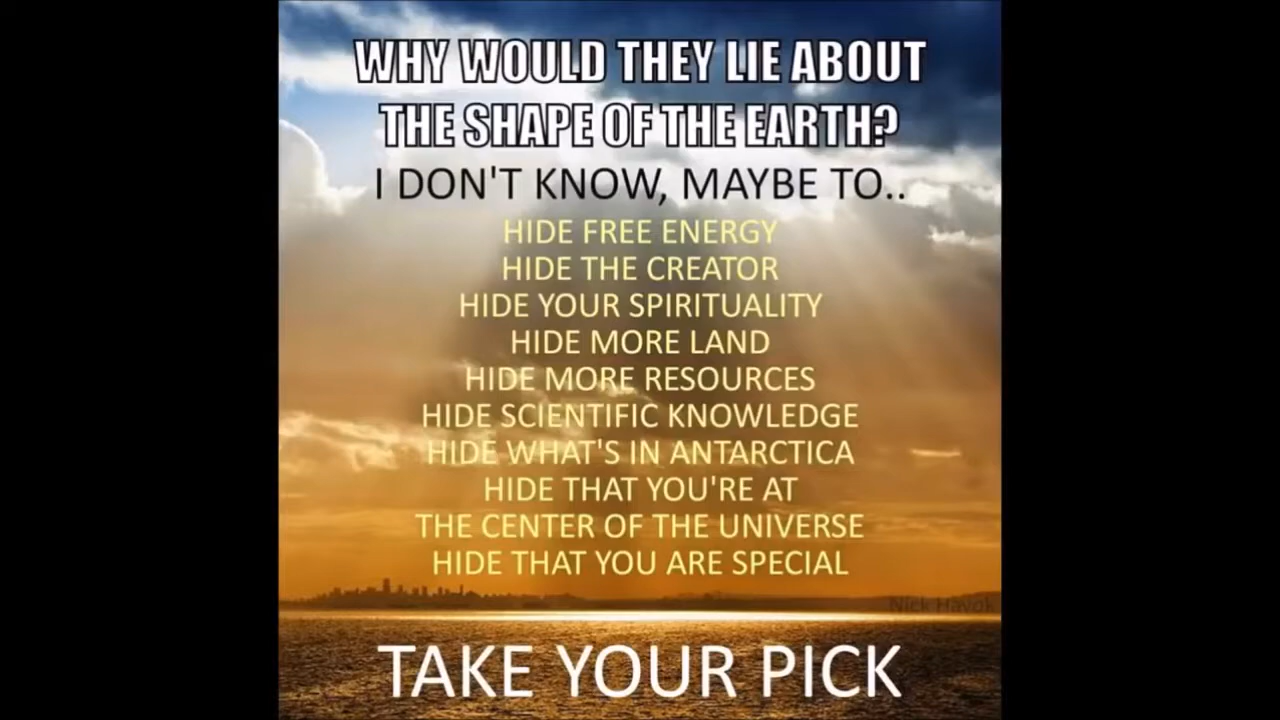 WHY WOULD THEY LIE ABOUT
THE SHAPE OF THE EARTH?
I DON'T KNOW, MAYBE TO..
HIDE FREE ENERGY
HIDE THE CREATOR
HIDE YOUR SPIRITUALITY
HIDE MORE LAND
HIDE MORE RESOURCES
HIDE SCIENTIFIC KNOWLEDGE
HIDE WHAT'S IN ANTARCTICA
HIDE THAT YOU'RE AT
THE CENTER OF THE UNIVERSE
HIDE THAT YOU ARE SPECIAL
Nick Havok
TAKE YOUR PICK